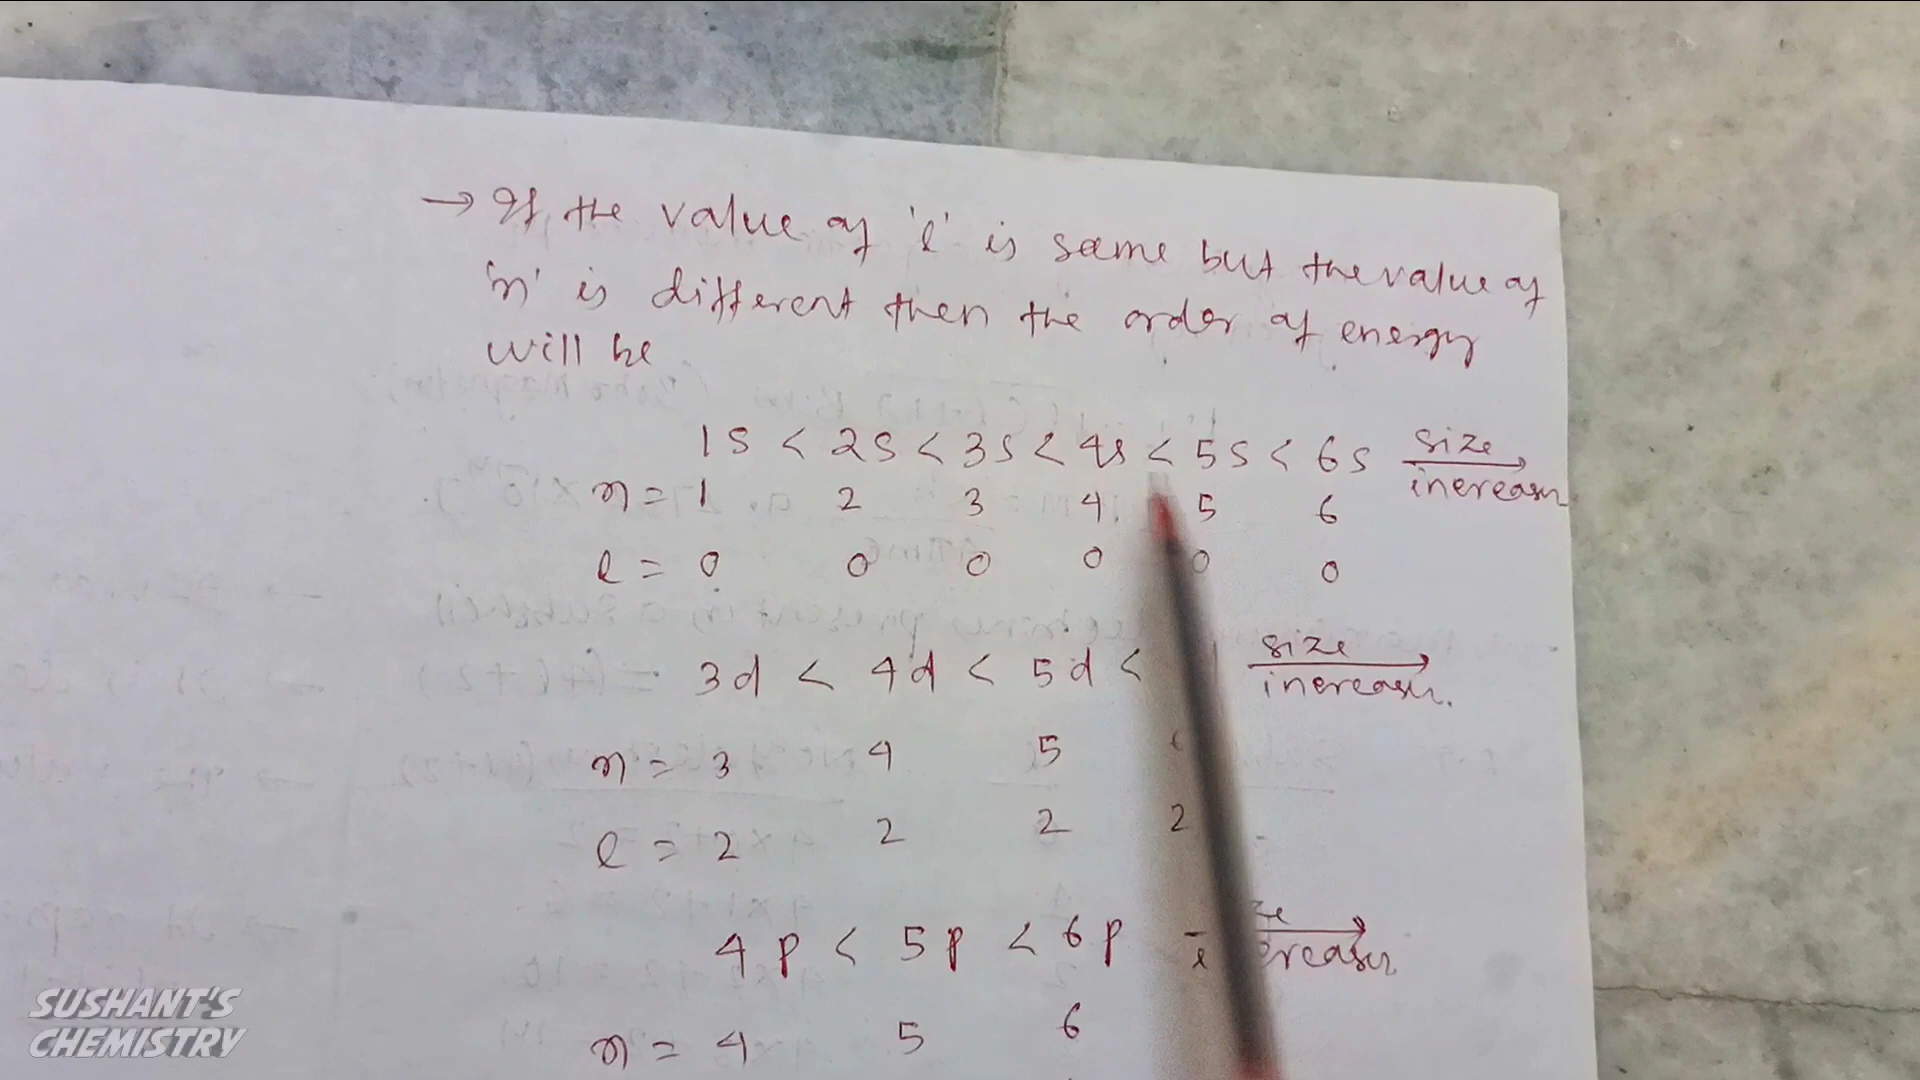 → If the value of 'l' is same but the value of
'n' is different then the order of energy
will be
1s < 2s < 3s < 4s < 5s < 6s size increases
n = 1 2 3 4 5 6
l = 0 0 0 0 0 0
3d < 4d < 5d < size increases.
n = 3 4 5
l = 2 2 2 2
4p < 5p < 6p
n = 4 5 6
SUSHANT'S
CHEMISTRY